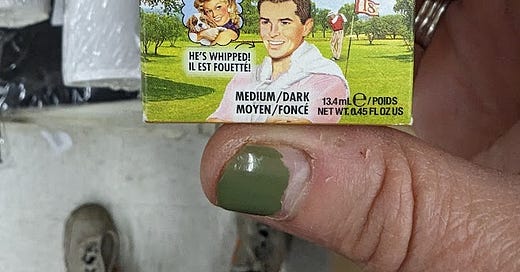 HE'S WHIPPED!
IL EST FOUETTÉ!
MEDIUM/DARK
MOYEN/FONCÉ
13.4 mL ℮ / POIDS
NET WT. 0.45 FL OZ US